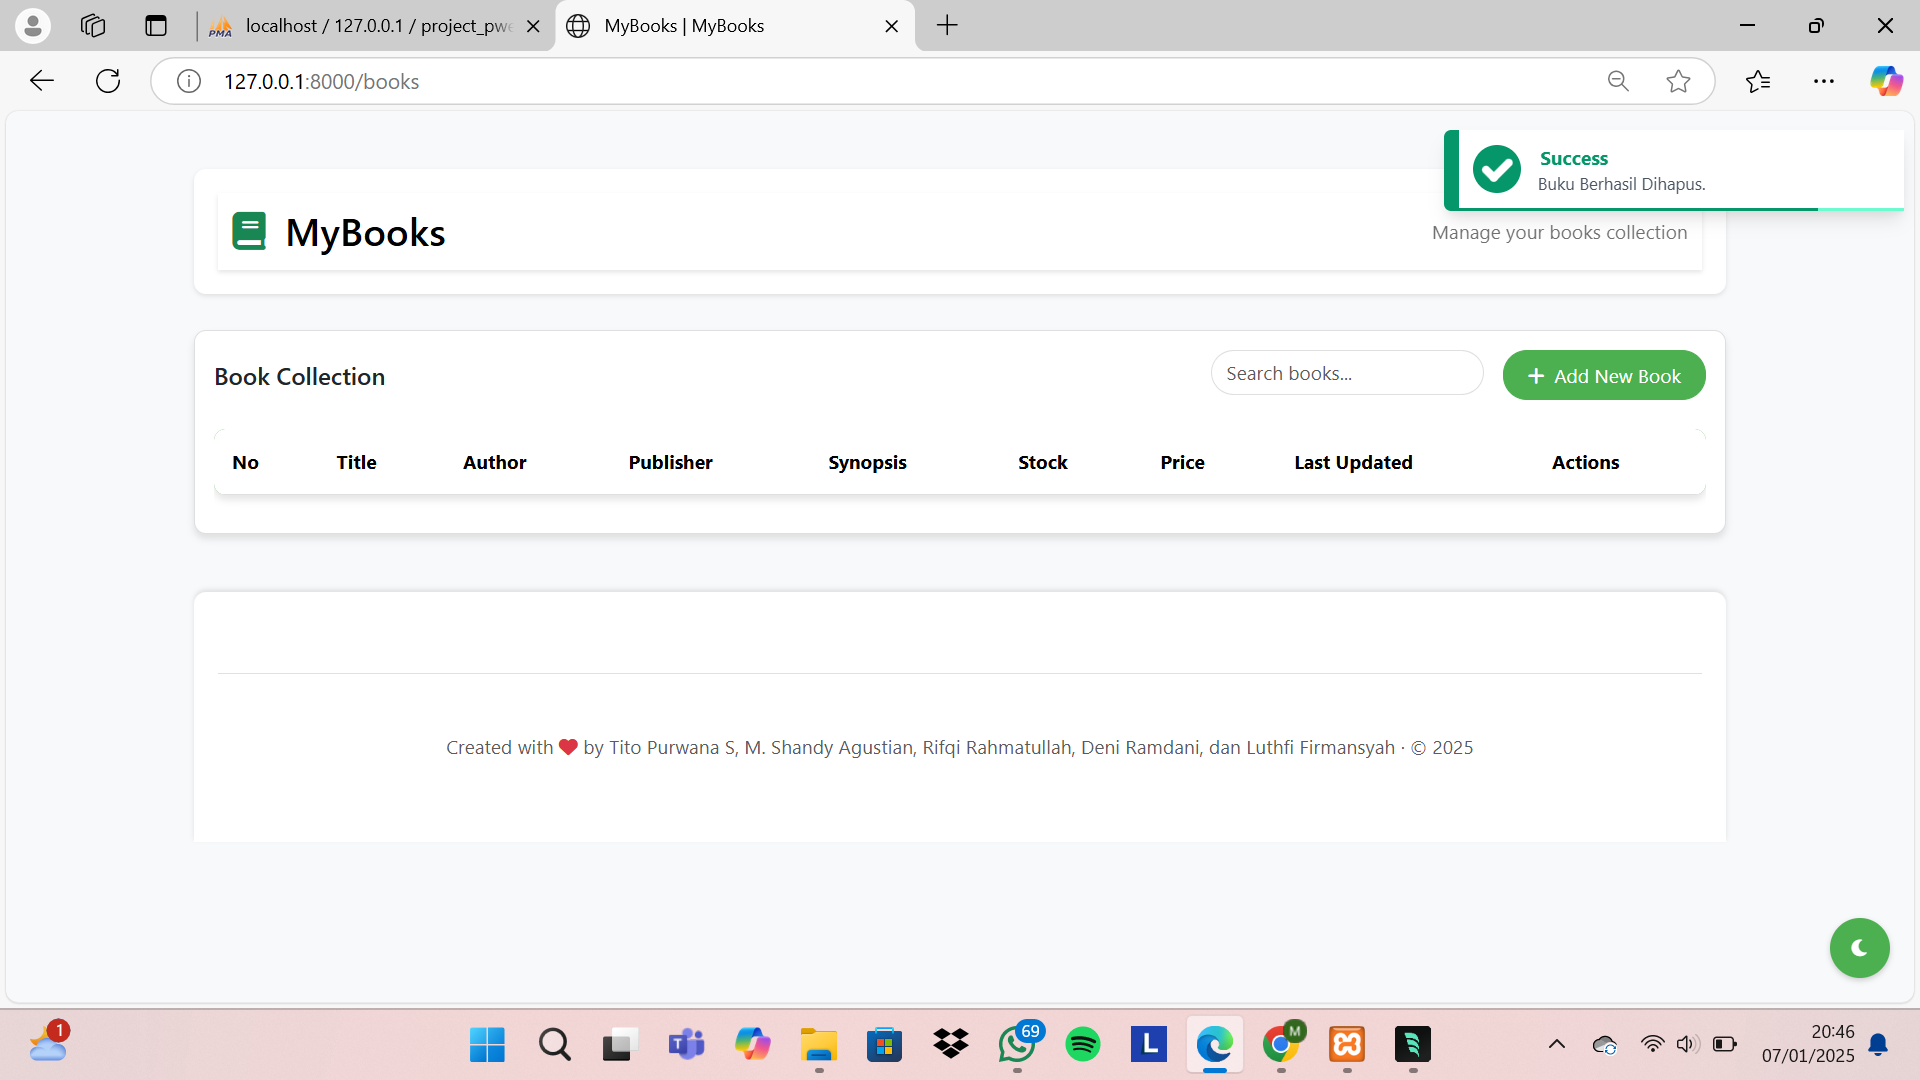 localhost / 127.0.0.1 / project_pwe
MyBooks | MyBooks
127.0.0.1:8000/books
Success
Buku Berhasil Dihapus.
MyBooks
Manage your books collection
Book Collection
Search books...
+ Add New Book
No Title Author Publisher Synopsis Stock Price Last Updated Actions
Created with ❤ by Tito Purwana S, M. Shandy Agustian, Rifqi Rahmatullah, Deni Ramdani, dan Luthfi Firmansyah · © 2025
1
69
L
M
20:46
07/01/2025